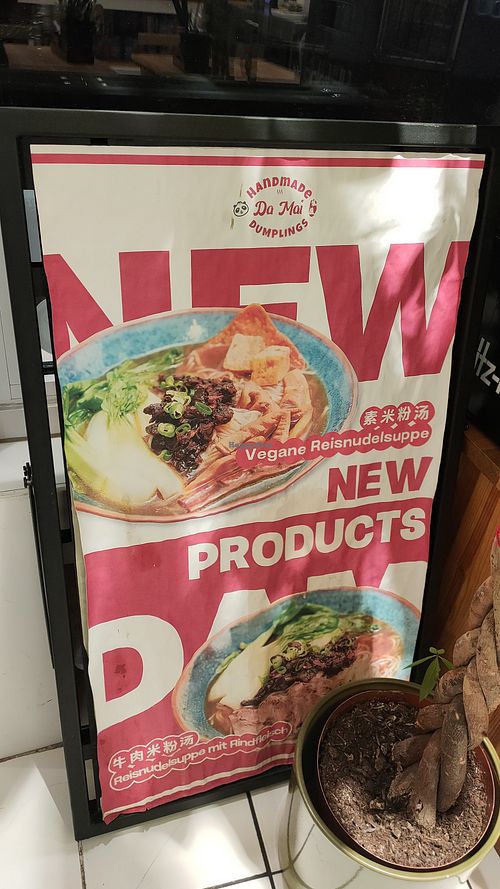 HANDMADE
Da Mai
DUMPLINGS
NEW
素米粉汤
Vegane Reisnudelsuppe
NEW
PRODUCTS
DAM
牛肉米粉汤
Reisnudelsuppe mit Rindfleisch